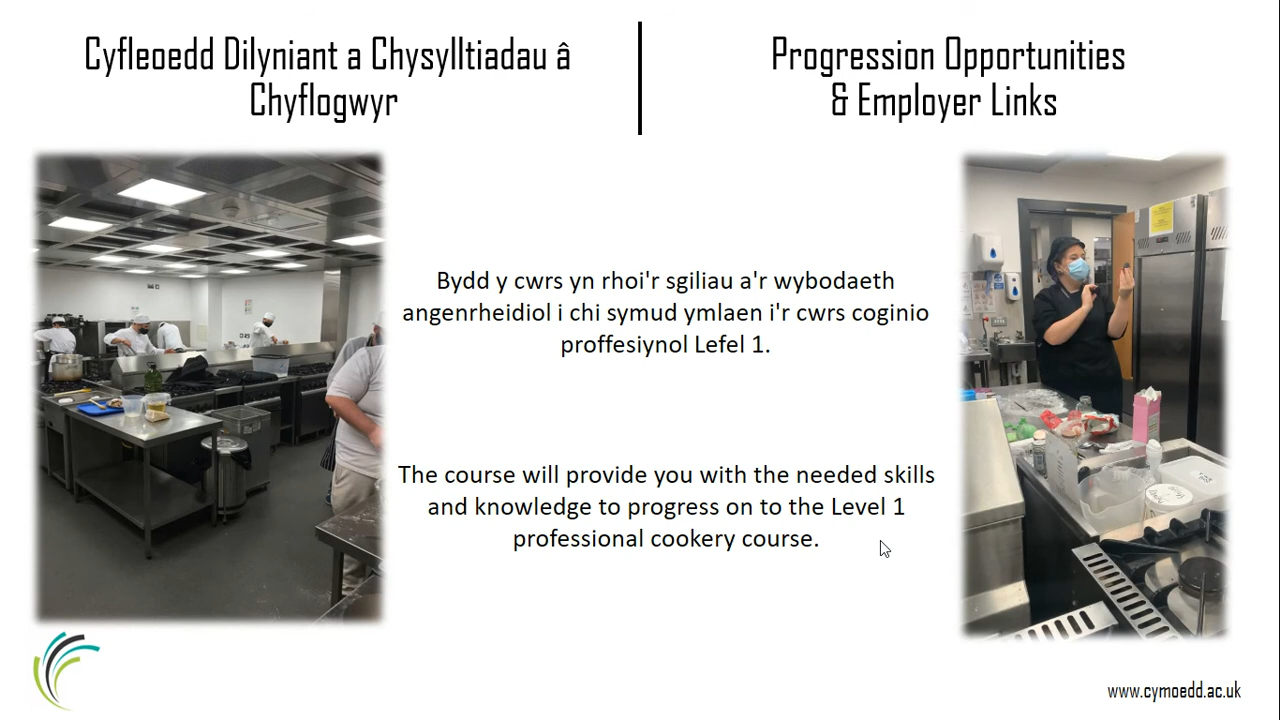 Cyfleoedd Dilyniant a Chysylltiadau â
Chyflogwyr
Progression Opportunities
& Employer Links
Bydd y cwrs yn rhoi'r sgiliau a'r wybodaeth
angenrheidiol i chi symud ymlaen i'r cwrs coginio
proffesiynol Lefel 1.
The course will provide you with the needed skills
and knowledge to progress on to the Level 1
professional cookery course.
www.cymoedd.ac.uk